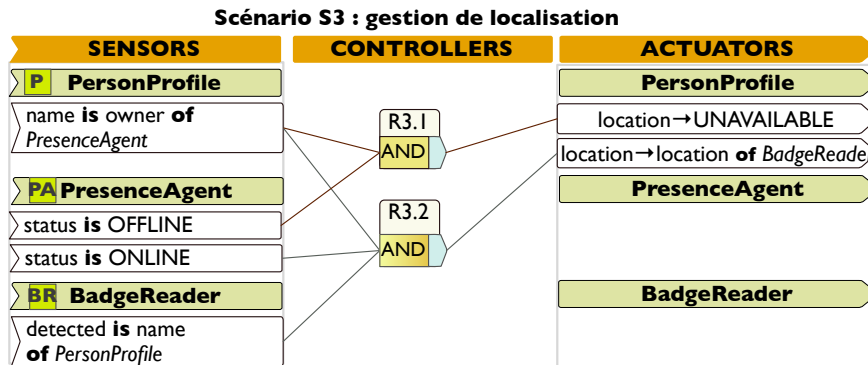 Scénario S3 : gestion de localisation
SENSORS
CONTROLLERS
ACTUATORS
P PersonProfile
name is owner of
PresenceAgent
PA PresenceAgent
status is OFFLINE
status is ONLINE
BR BadgeReader
detected is name
of PersonProfile
R3.1
AND
R3.2
AND
PersonProfile
location→UNAVAILABLE
location→location of BadgeReade
PresenceAgent
BadgeReader